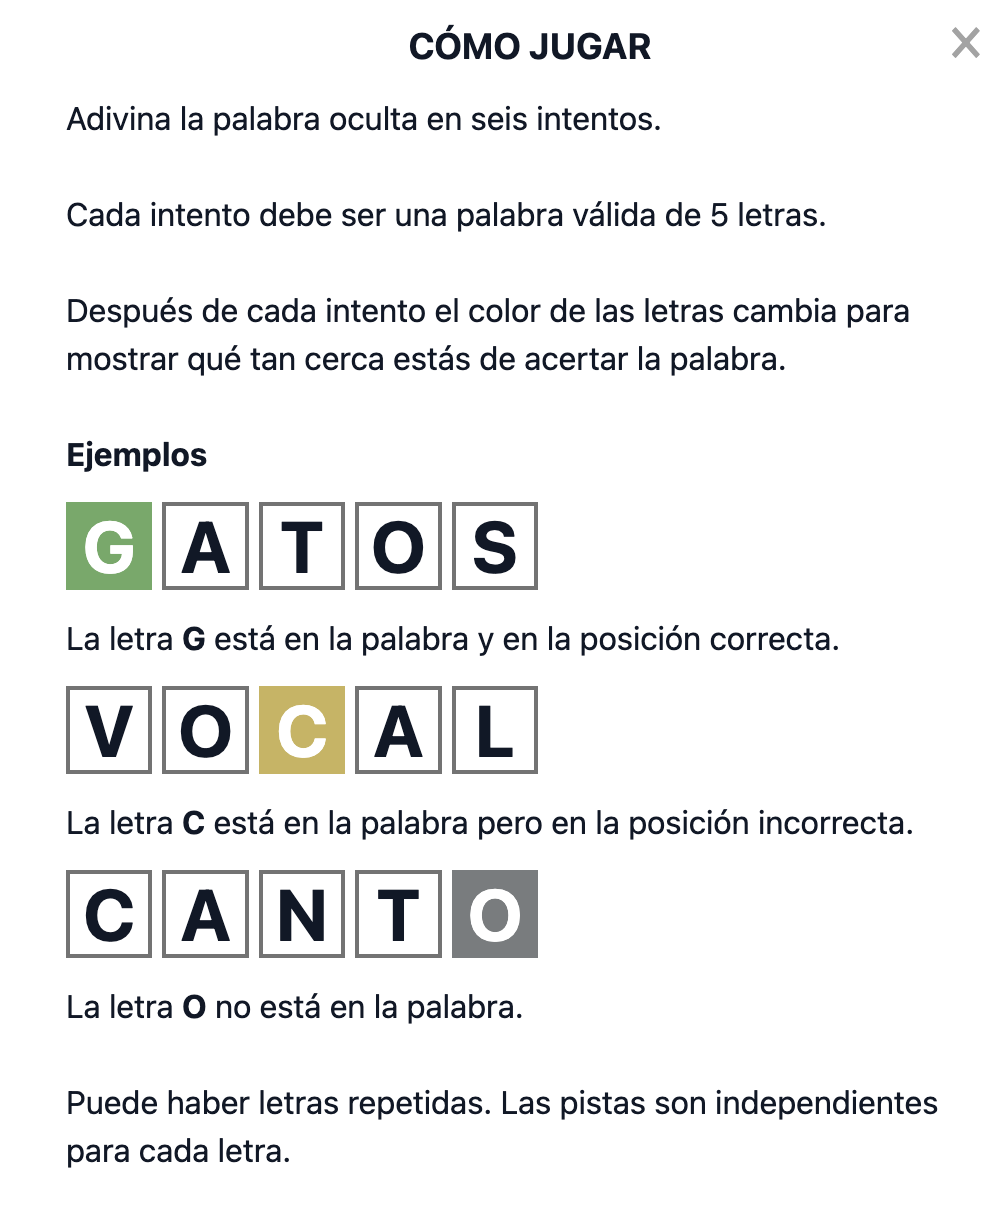 CÓMO JUGAR
Adivina la palabra oculta en seis intentos.
Cada intento debe ser una palabra válida de 5 letras.
Después de cada intento el color de las letras cambia para
mostrar qué tan cerca estás de acertar la palabra.
Ejemplos
GATOS
La letra G está en la palabra y en la posición correcta.
VOCAL
La letra C está en la palabra pero en la posición incorrecta.
CANTO
La letra O no está en la palabra.
Puede haber letras repetidas. Las pistas son independientes
para cada letra.